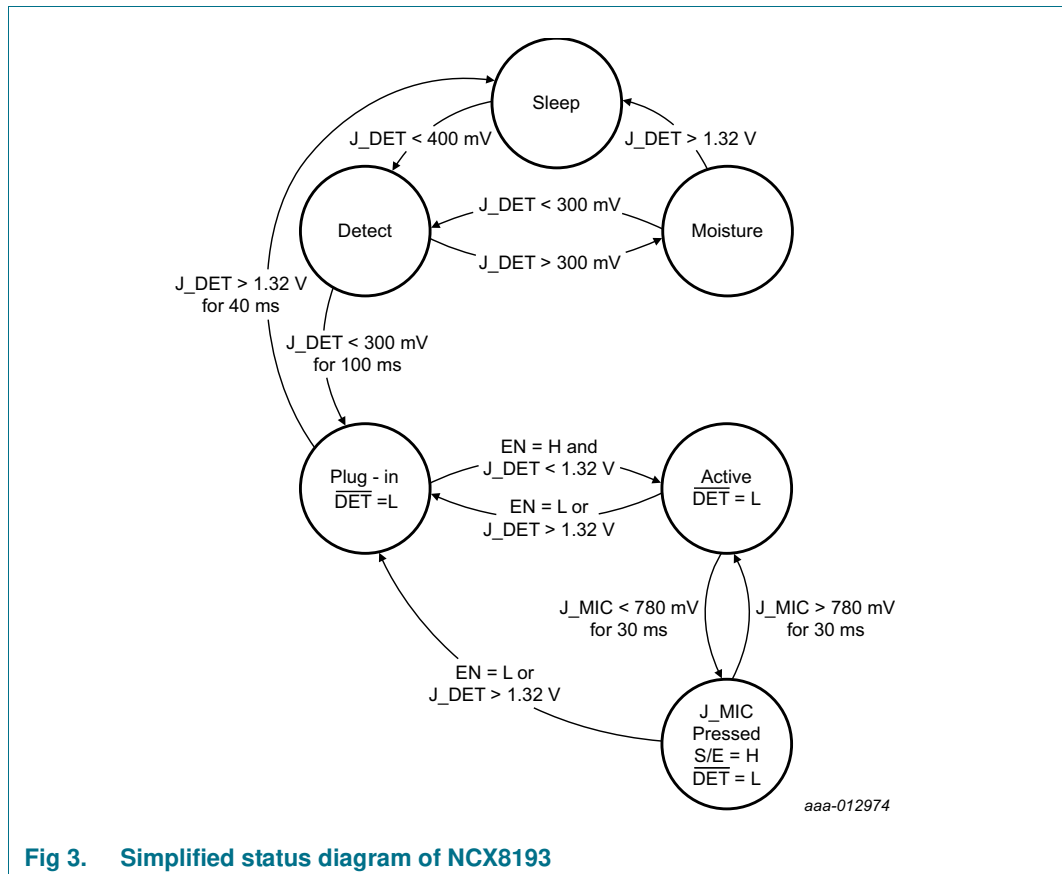 Sleep
J_DET < 400 mV
J_DET > 1.32 V
J_DET < 300 mV
Detect
Moisture
J_DET > 300 mV
J_DET > 1.32 V
for 40 ms
J_DET < 300 mV
for 100 ms
EN = H and
J_DET < 1.32 V
Plug - in
DET =L
Active
DET = L
EN = L or
J_DET > 1.32 V
J_MIC < 780 mV
for 30 ms
J_MIC > 780 mV
for 30 ms
EN = L or
J_DET > 1.32 V
J_MIC
Pressed
S/E = H
DET = L
aaa-012974
Fig 3. Simplified status diagram of NCX8193